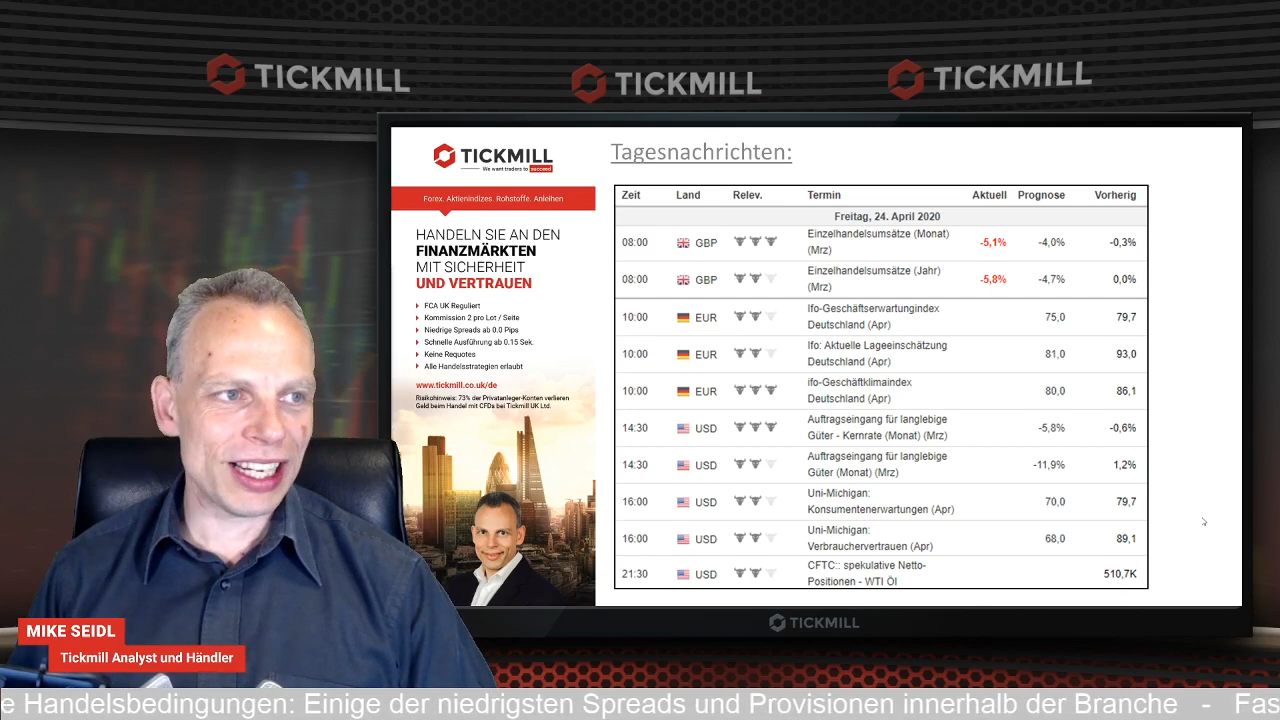 TICKMILL
TICKMILL
TICKMILL
TICKMILL
We want traders to succeed
Forex. Aktienindizes. Rohstoffe. Anleihen
HANDELN SIE AN DEN
FINANZMÄRKTEN
MIT SICHERHEIT
UND VERTRAUEN
FCA UK Reguliert
Kommission 2 pro Lot / Seite
Niedrige Spreads ab 0.0 Pips
Schnelle Ausführung ab 0.15 Sek.
Keine Requotes
Alle Handelsstrategien erlaubt
www.tickmill.co.uk/de
Risikohinweis: 73% der Privatanleger-Konten verlieren
Geld beim Handel mit CFDs bei Tickmill UK Ltd.
Tagesnachrichten:
Zeit Land Relev. Termin Aktuell Prognose Vorherig
Freitag, 24. April 2020
08:00 GBP Einzelhandelsumsätze (Monat) -5,1% -4,0% -0,3%
(Mrz)
08:00 GBP Einzelhandelsumsätze (Jahr) -5,8% -4,7% 0,0%
(Mrz)
10:00 EUR Ifo-Geschäftserwartungindex 75,0 79,7
Deutschland (Apr)
10:00 EUR Ifo: Aktuelle Lageeinschätzung 81,0 93,0
Deutschland (Apr)
10:00 EUR ifo-Geschäftklimaindex 80,0 86,1
Deutschland (Apr)
14:30 USD Auftragseingang für langlebige -5,8% -0,6%
Güter - Kernrate (Monat) (Mrz)
14:30 USD Auftragseingang für langlebige -11,9% 1,2%
Güter (Monat) (Mrz)
16:00 USD Uni-Michigan: 70,0 79,7
Konsumentenerwartungen (Apr)
16:00 USD Uni-Michigan: 68,0 89,1
Verbrauchervertrauen (Apr)
21:30 USD CFTC:: spekulative Netto- 510,7K
Positionen - WTI Öl
TICKMILL
MIKE SEIDL
Tickmill Analyst und Händler
e Handelsbedingungen: Einige der niedrigsten Spreads und Provisionen innerhalb der Branche - Fas